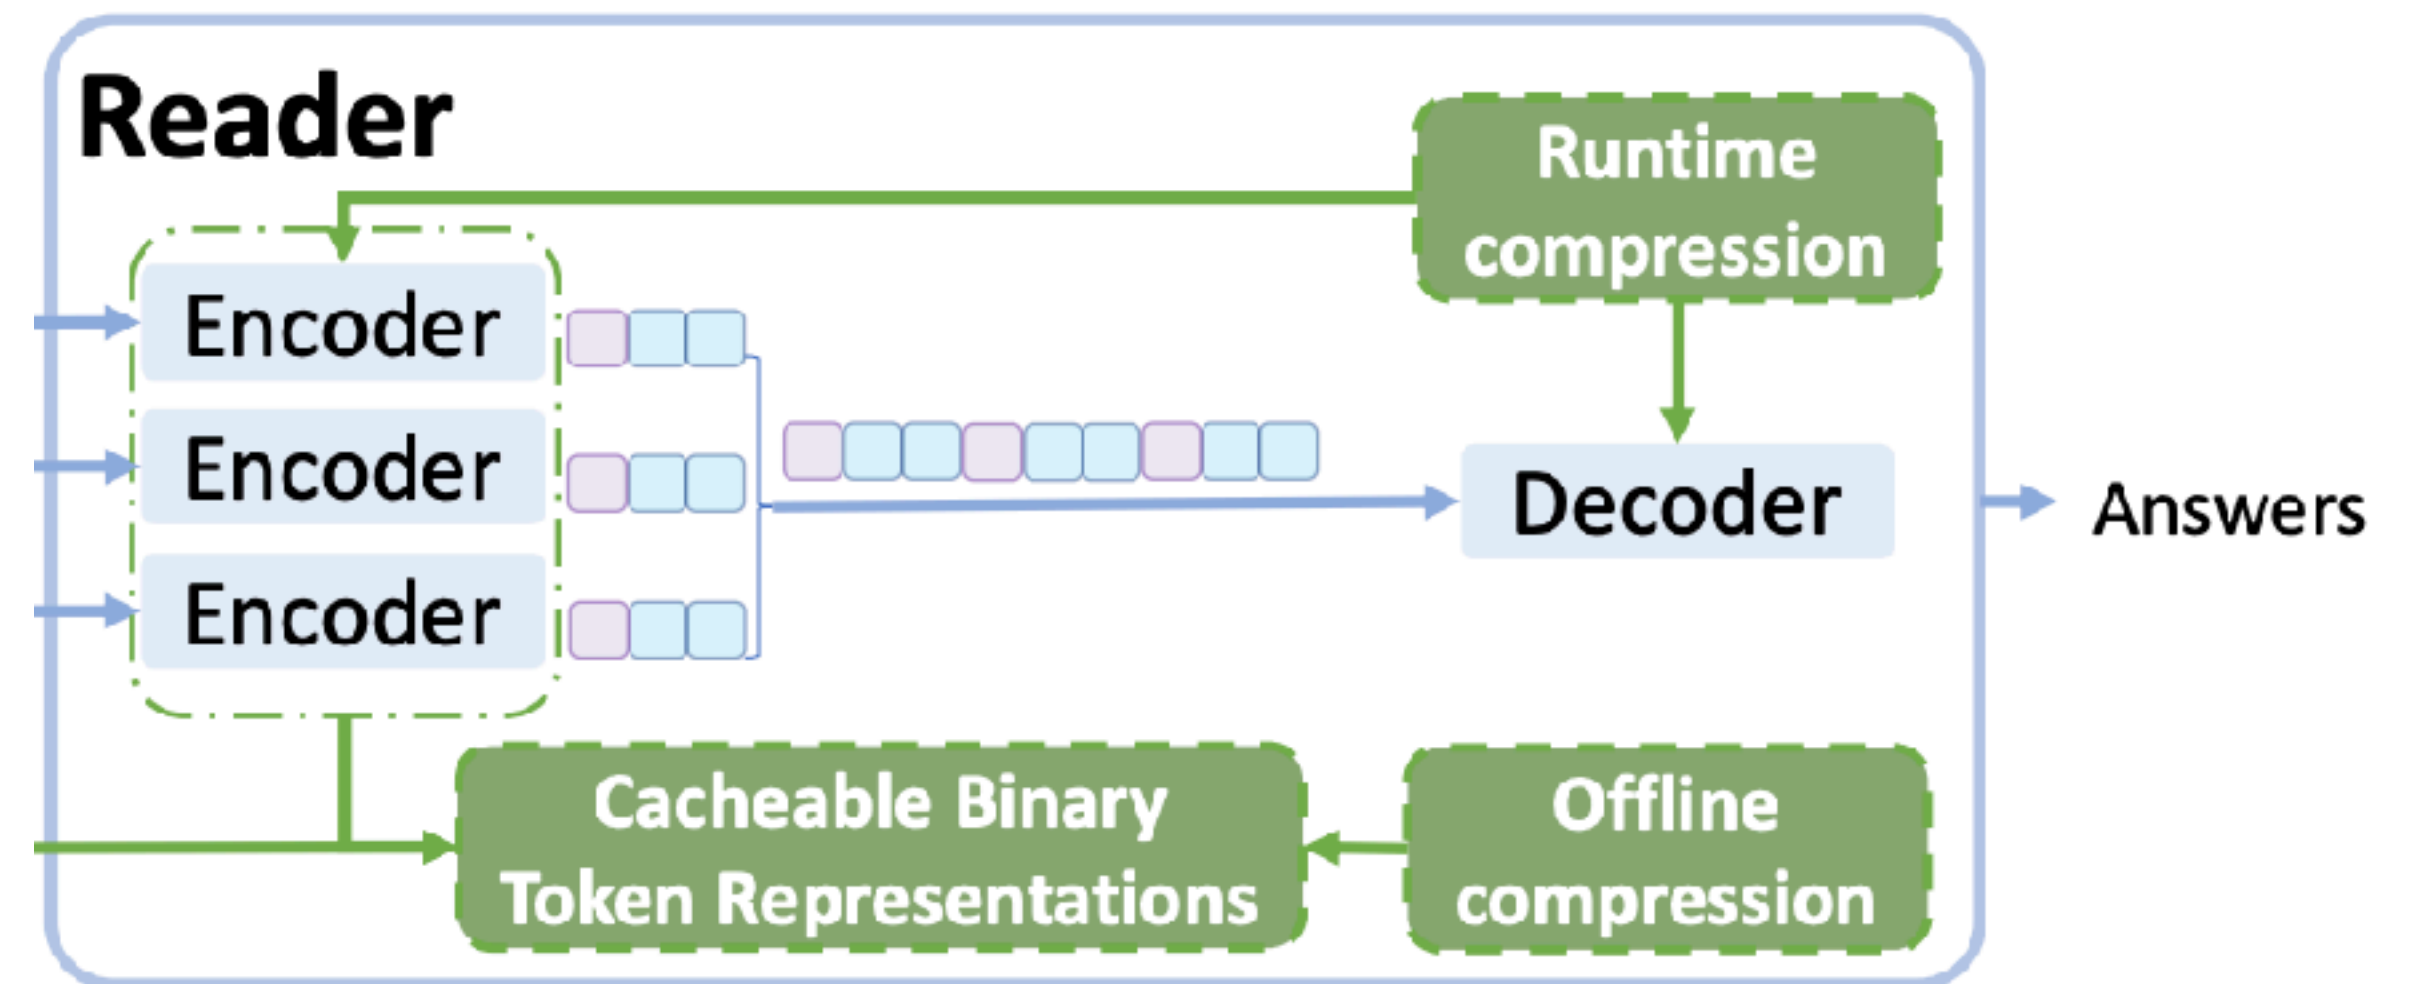 Reader
Runtime
compression
Encoder
Encoder
Encoder
Decoder
Answers
Cacheable Binary
Token Representations
Offline
compression